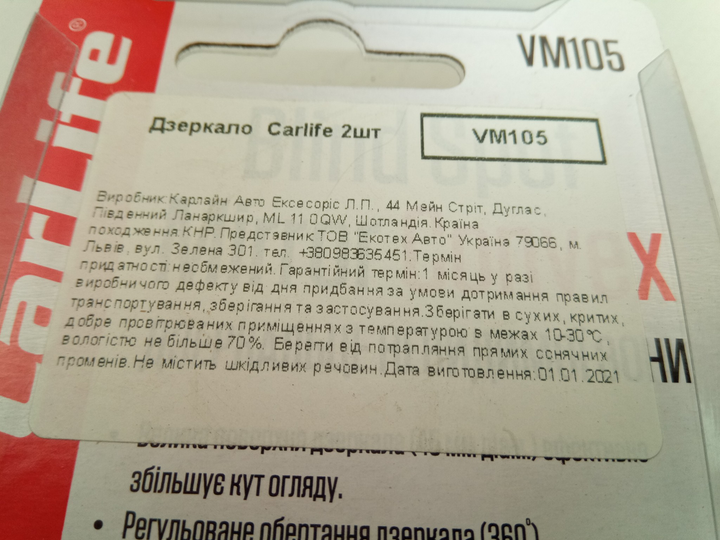 CarLife
VM105
Дзеркало Carlife 2шт
VM105
Виробник:Карлайн Авто Ексесоріс Л.П., 44 Мейн Стріт, Дуглас,
Південний Ланаркшир, ML 11 0QW, Шотландія.Країна
походження:КНР.Представник:ТОВ "Екотех Авто" Україна 79066, м.
Львів, вул. Зелена 301. тел. +380983635451.Термін
придатності:необмежений.Гарантійний термін:1 місяць у разі
виробничого дефекту від дня придбання за умови дотримання правил
транспортування, зберігання та застосування.Зберігати в сухих, критих,
добре провітрюваних приміщеннях з температурою в межах 10-30°С,
вологістю не більше 70%. Берегти від потрапляння прямих сонячних
променів.Не містить шкідливих речовин.Дата виготовлення:01.01.2021
збільшує кут огляду.
• Регульоване обертання дзеркала (360°)